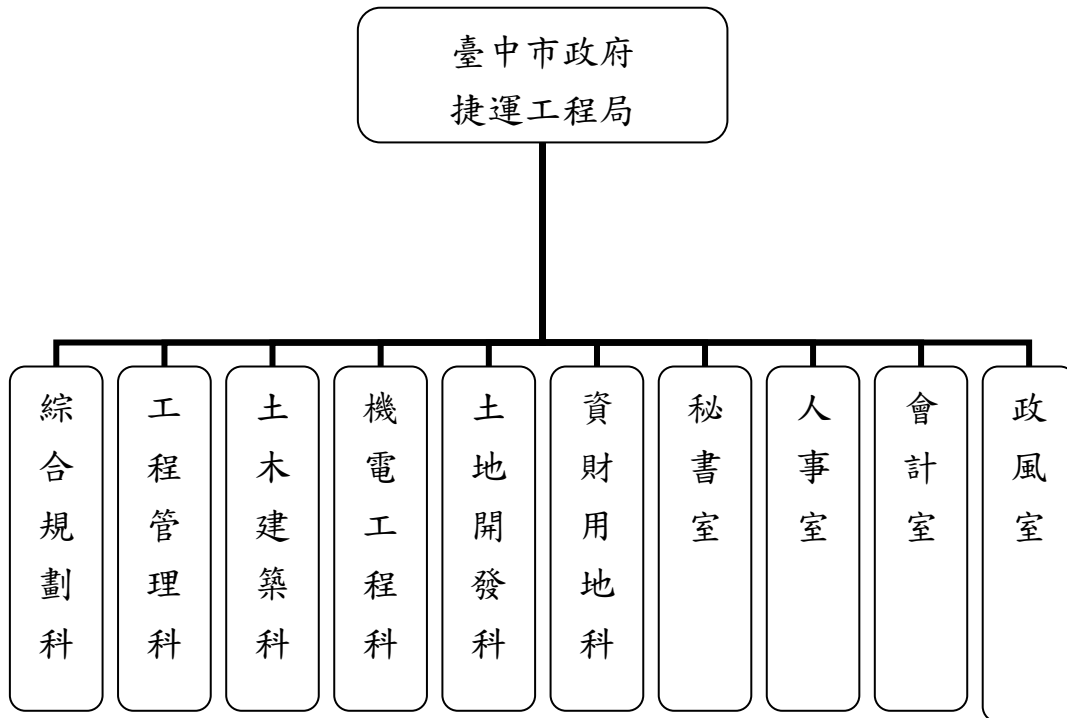 臺中市政府
捷運工程局
綜合規劃科
工程管理科
土木建築科
機電工程科
土地開發科
資財用地科
秘書室
人事室
會計室
政風室